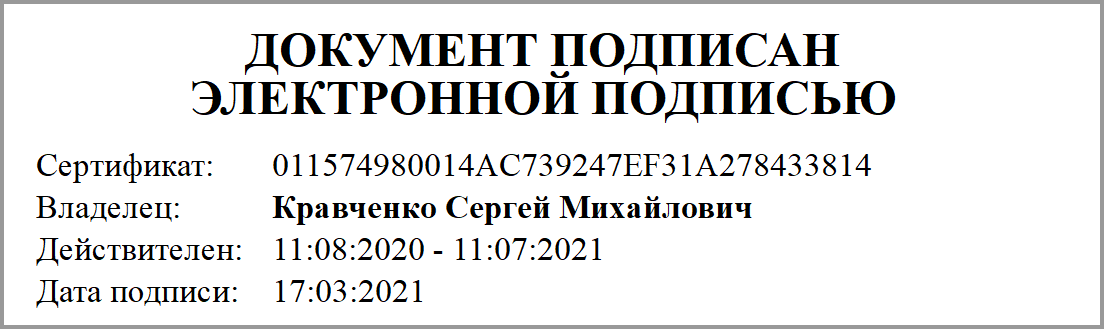 ДОКУМЕНТ ПОДПИСАН
ЭЛЕКТРОННОЙ ПОДПИСЬЮ
Сертификат: 011574980014AC739247EF31A278433814
Владелец: Кравченко Сергей Михайлович
Действителен: 11:08:2020 - 11:07:2021
Дата подписи: 17:03:2021